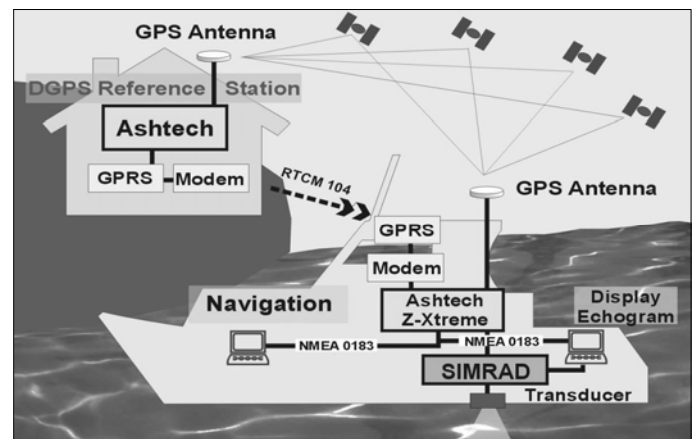 GPS Antenna
DGPS Reference Station
Ashtech
GPRS
Modem
RTCM 104
GPS Antenna
GPRS
Modem
Navigation
Ashtech
Z-Xtreme
Display
Echogram
NMEA 0183
NMEA 0183
SIMRAD
Transducer